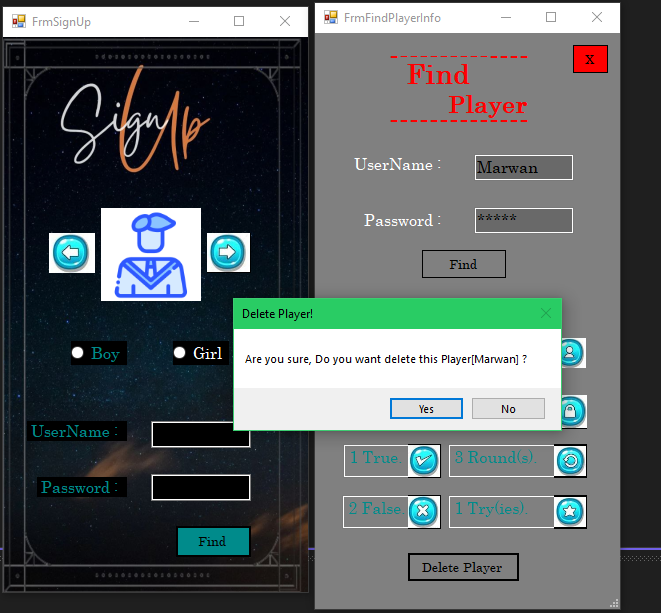 FrmSignUp
Sign
Up
Boy
Girl
UserName :
Password :
Find
FrmFindPlayerInfo
X
Find
Player
UserName :
Marwan
Password :
*****
Find
Delete Player!
Are you sure, Do you want delete this Player[Marwan] ?
Yes
No
1 True.
3 Round(s).
2 False.
1 Try(ies).
Delete Player